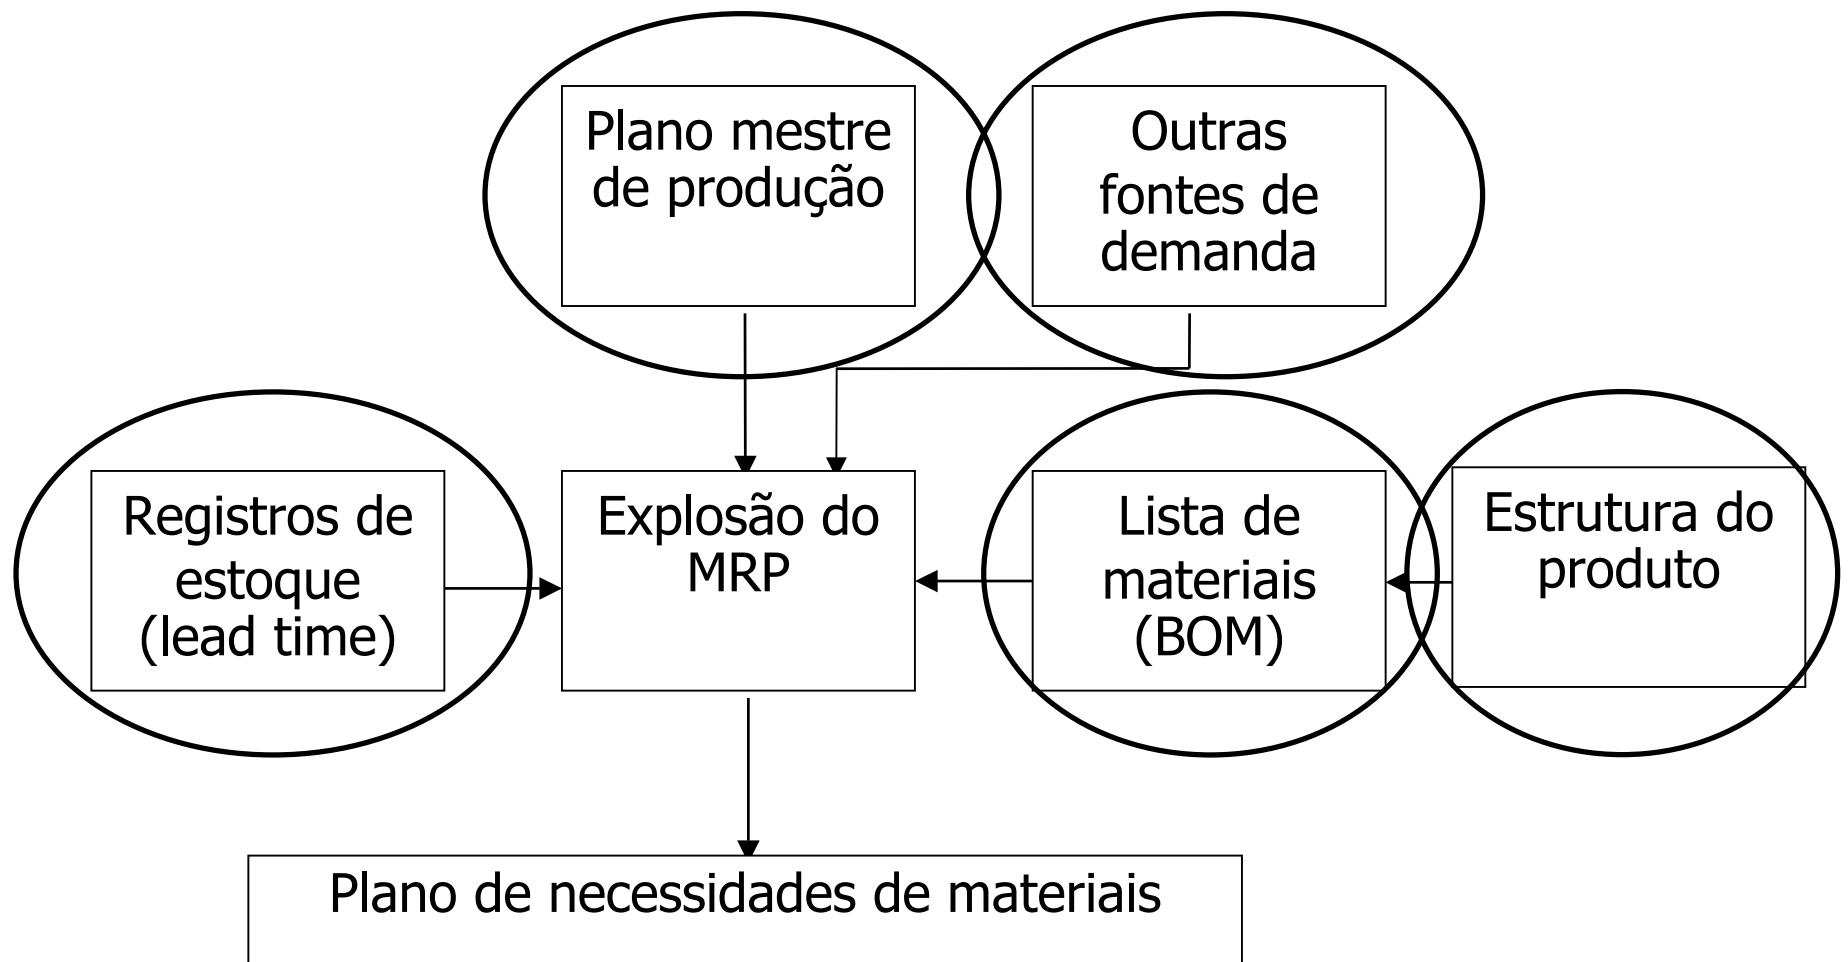 Plano mestre
de produção
Outras
fontes de
demanda
Registros de
estoque
(lead time)
Explosão do
MRP
Lista de
materiais
(BOM)
Estrutura do
produto
Plano de necessidades de materiais